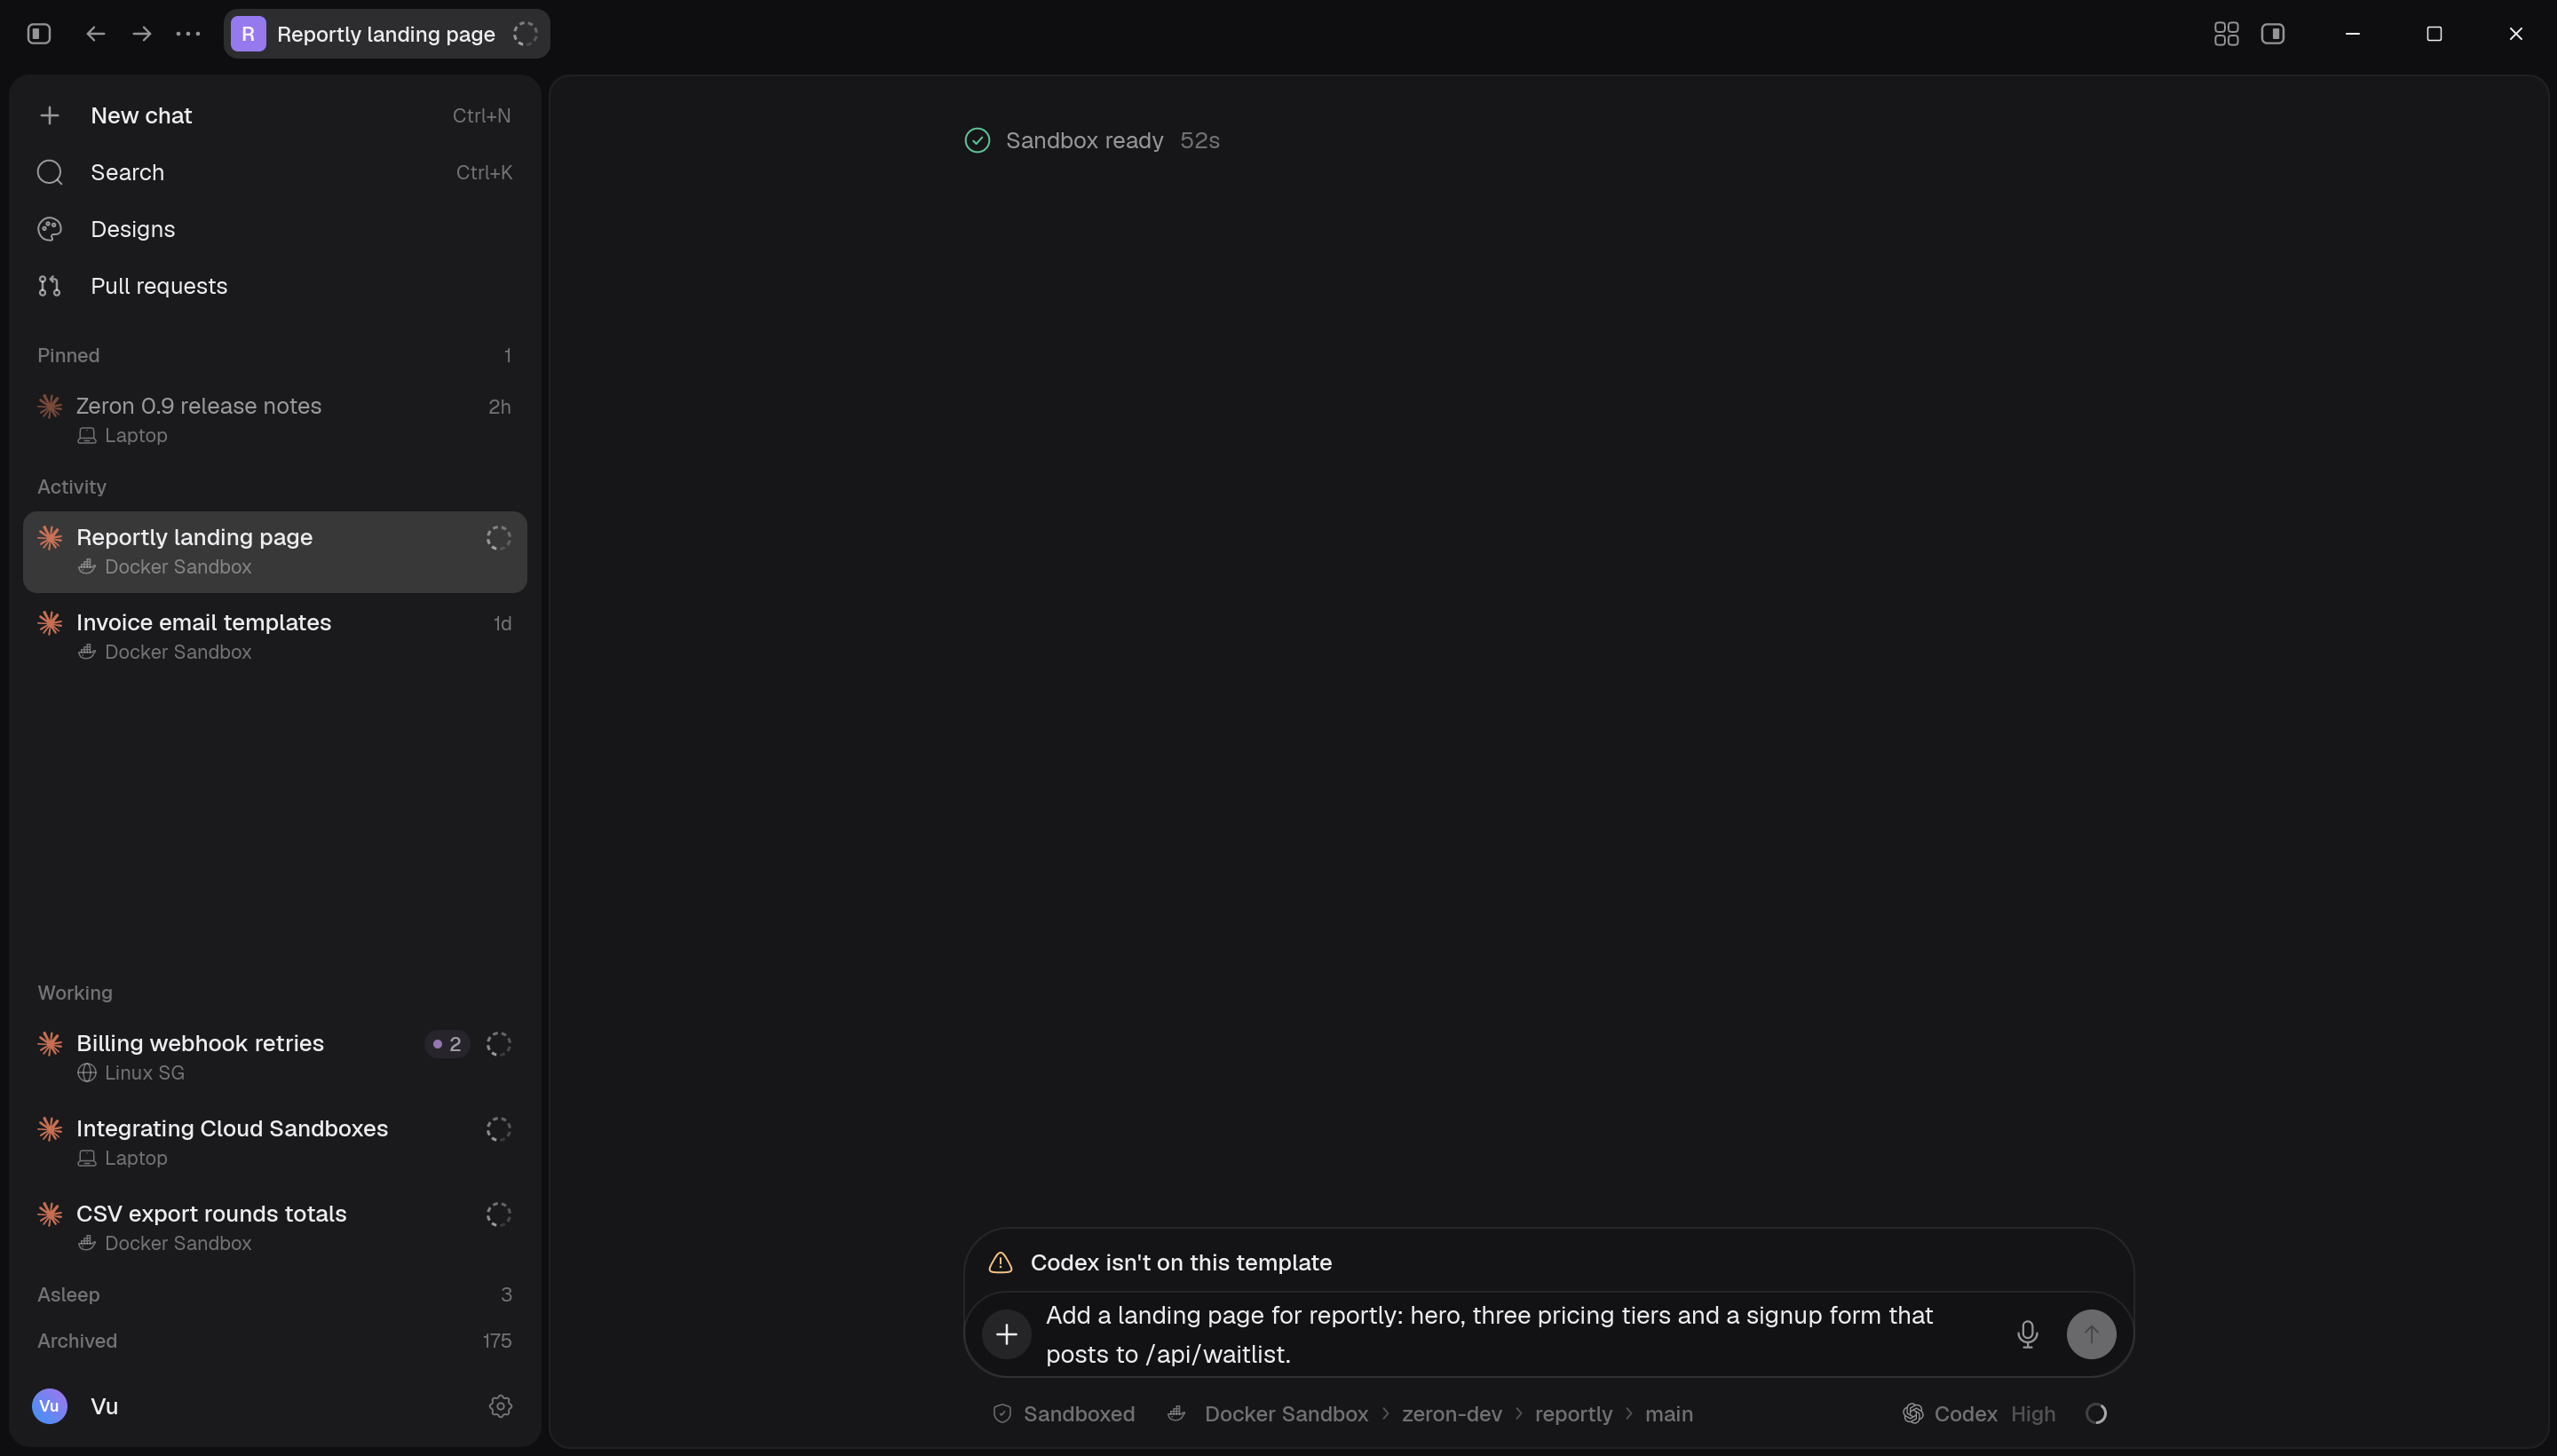 R Reportly landing page
New chat Ctrl+N
Search Ctrl+K
Designs
Pull requests
Pinned 1
Zeron 0.9 release notes 2h
Laptop
Activity
Reportly landing page
Docker Sandbox
Invoice email templates 1d
Docker Sandbox
Working
Billing webhook retries 2
Linux SG
Integrating Cloud Sandboxes
Laptop
CSV export rounds totals
Docker Sandbox
Asleep 3
Archived 175
Vu Vu
Sandbox ready 52s
Codex isn't on this template
Add a landing page for reportly: hero, three pricing tiers and a signup form that
posts to /api/waitlist.
Sandboxed Docker Sandbox > zeron-dev > reportly > main Codex High